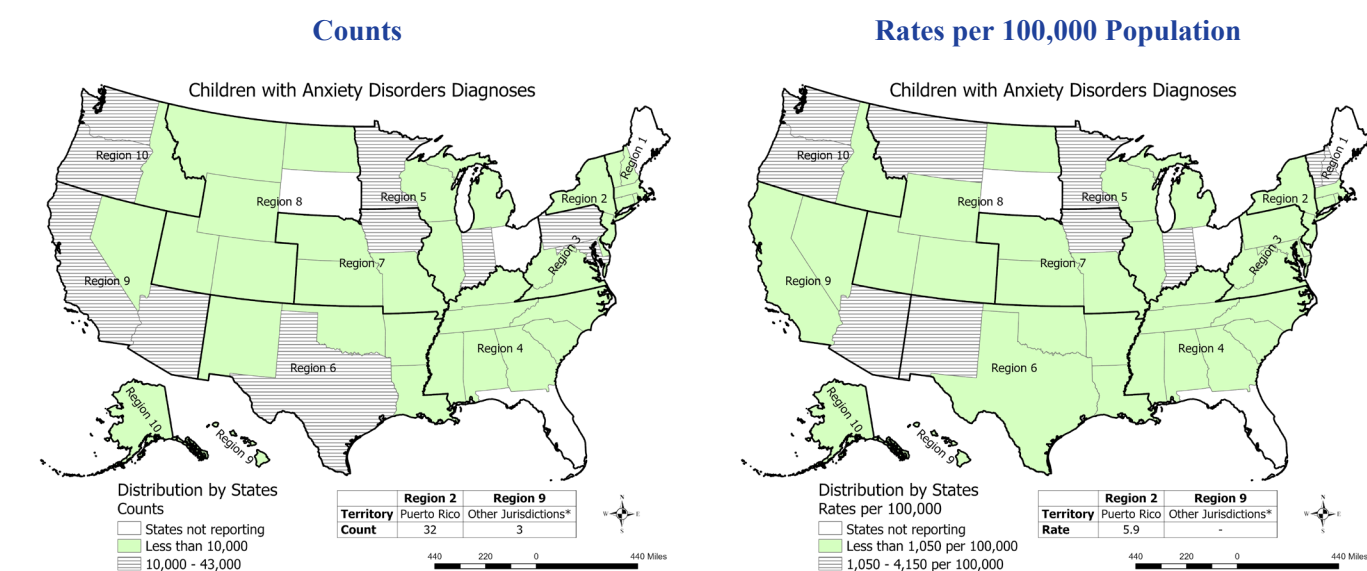 Counts
Children with Anxiety Disorders Diagnoses
Region 10
Region 8
Region 5
Region 2
Region 1
Region 3
Region 7
Region 9
Region 6
Region 4
Region 10
Region 9
Distribution by States
Counts
States not reporting
Less than 10,000
10,000 - 43,000
Region 2 Region 9
Territory Puerto Rico Other Jurisdictions*
Count 32 3
N
W E
S
440 220 0 440 Miles
Rates per 100,000 Population
Children with Anxiety Disorders Diagnoses
Region 10
Region 8
Region 5
Region 2
Region 1
Region 3
Region 7
Region 9
Region 6
Region 4
Region 10
Region 9
Distribution by States
Rates per 100,000
States not reporting
Less than 1,050 per 100,000
1,050 - 4,150 per 100,000
Region 2 Region 9
Territory Puerto Rico Other Jurisdictions*
Rate 5.9 -
N
W E
S
440 220 0 440 Miles